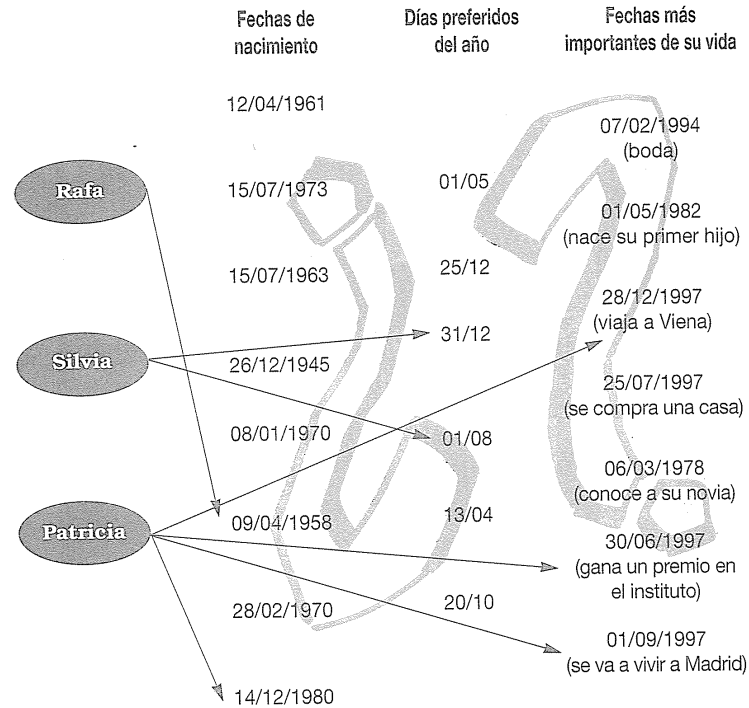 Fechas de
nacimiento
12/04/1961
15/07/1973
15/07/1963
26/12/1945
08/01/1970
09/04/1958
28/02/1970
14/12/1980
Días preferidos
del año
01/05
25/12
31/12
01/08
13/04
20/10
Fechas más
importantes de su vida
07/02/1994
(boda)
01/05/1982
(nace su primer hijo)
28/12/1997
(viaja a Viena)
25/07/1997
(se compra una casa)
06/03/1978
(conoce a su novia)
30/06/1997
(gana un premio en
el instituto)
01/09/1997
(se va a vivir a Madrid)
Rafa
Silvia
Patricia